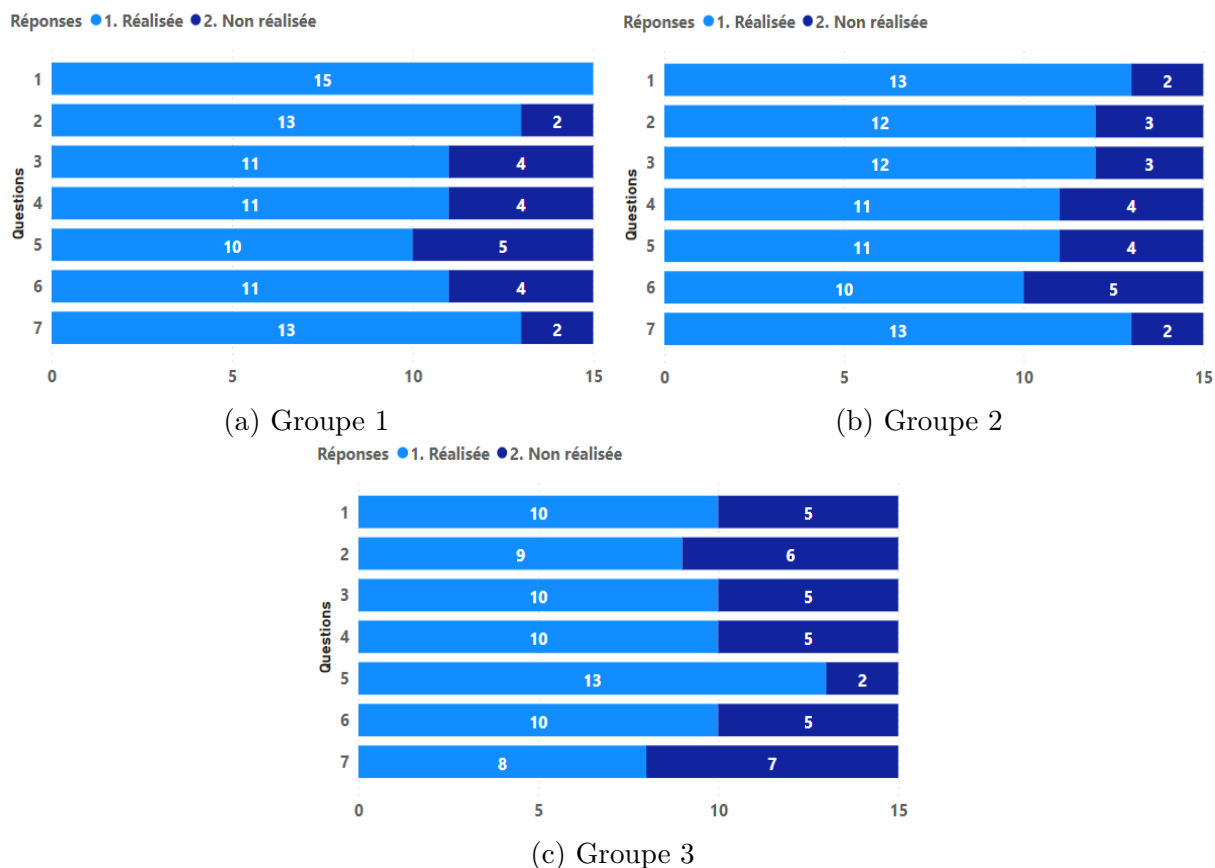 Réponses 1. Réalisée 2. Non réalisée
Questions
1 15
2 13 2
3 11 4
4 11 4
5 10 5
6 11 4
7 13 2
0 5 10 15
(a) Groupe 1
Réponses 1. Réalisée 2. Non réalisée
Questions
1 13 2
2 12 3
3 12 3
4 11 4
5 11 4
6 10 5
7 13 2
0 5 10 15
(b) Groupe 2
Réponses 1. Réalisée 2. Non réalisée
Questions
1 10 5
2 9 6
3 10 5
4 10 5
5 13 2
6 10 5
7 8 7
0 5 10 15
(c) Groupe 3